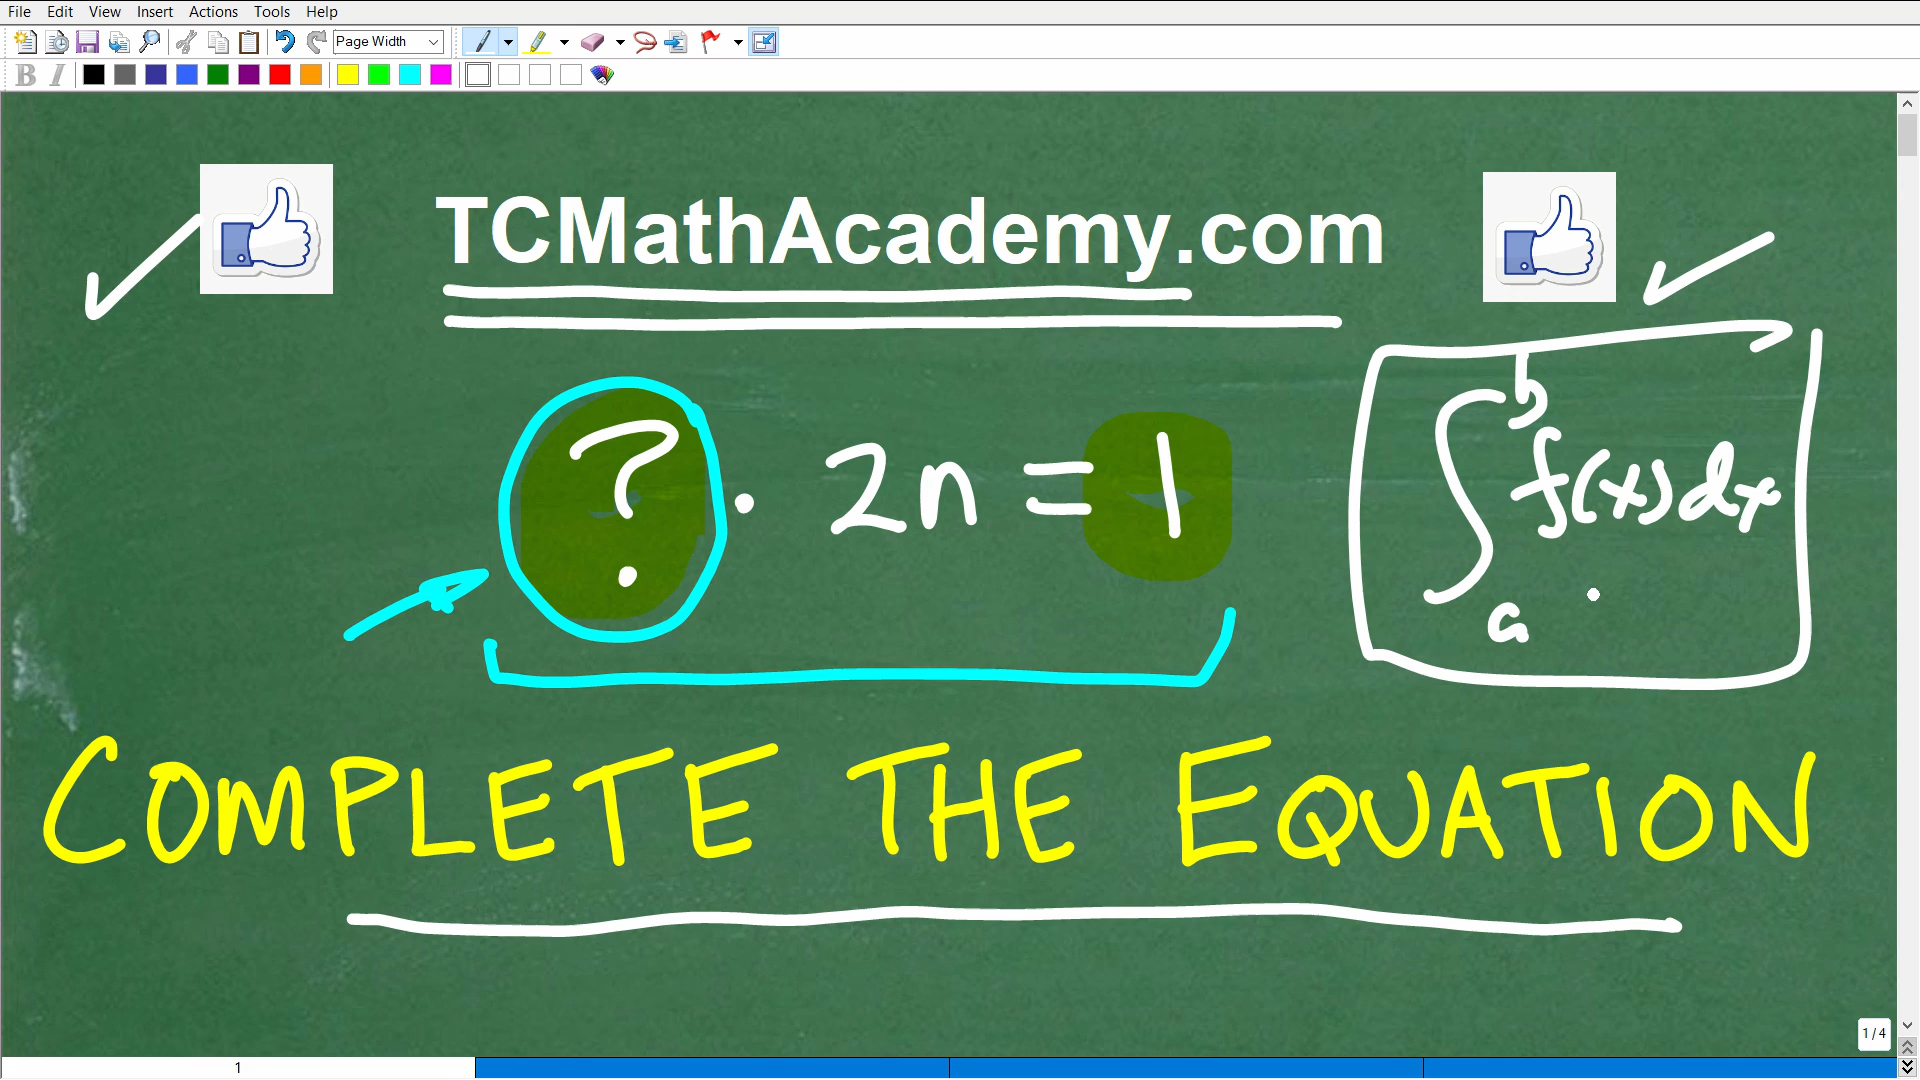 File Edit View Insert Actions Tools Help
Page Width
B I
TCMathAcademy.com
? · 2n = 1
∫ₐᵇ f(x)dx
COMPLETE THE EQUATION
1 / 4
1